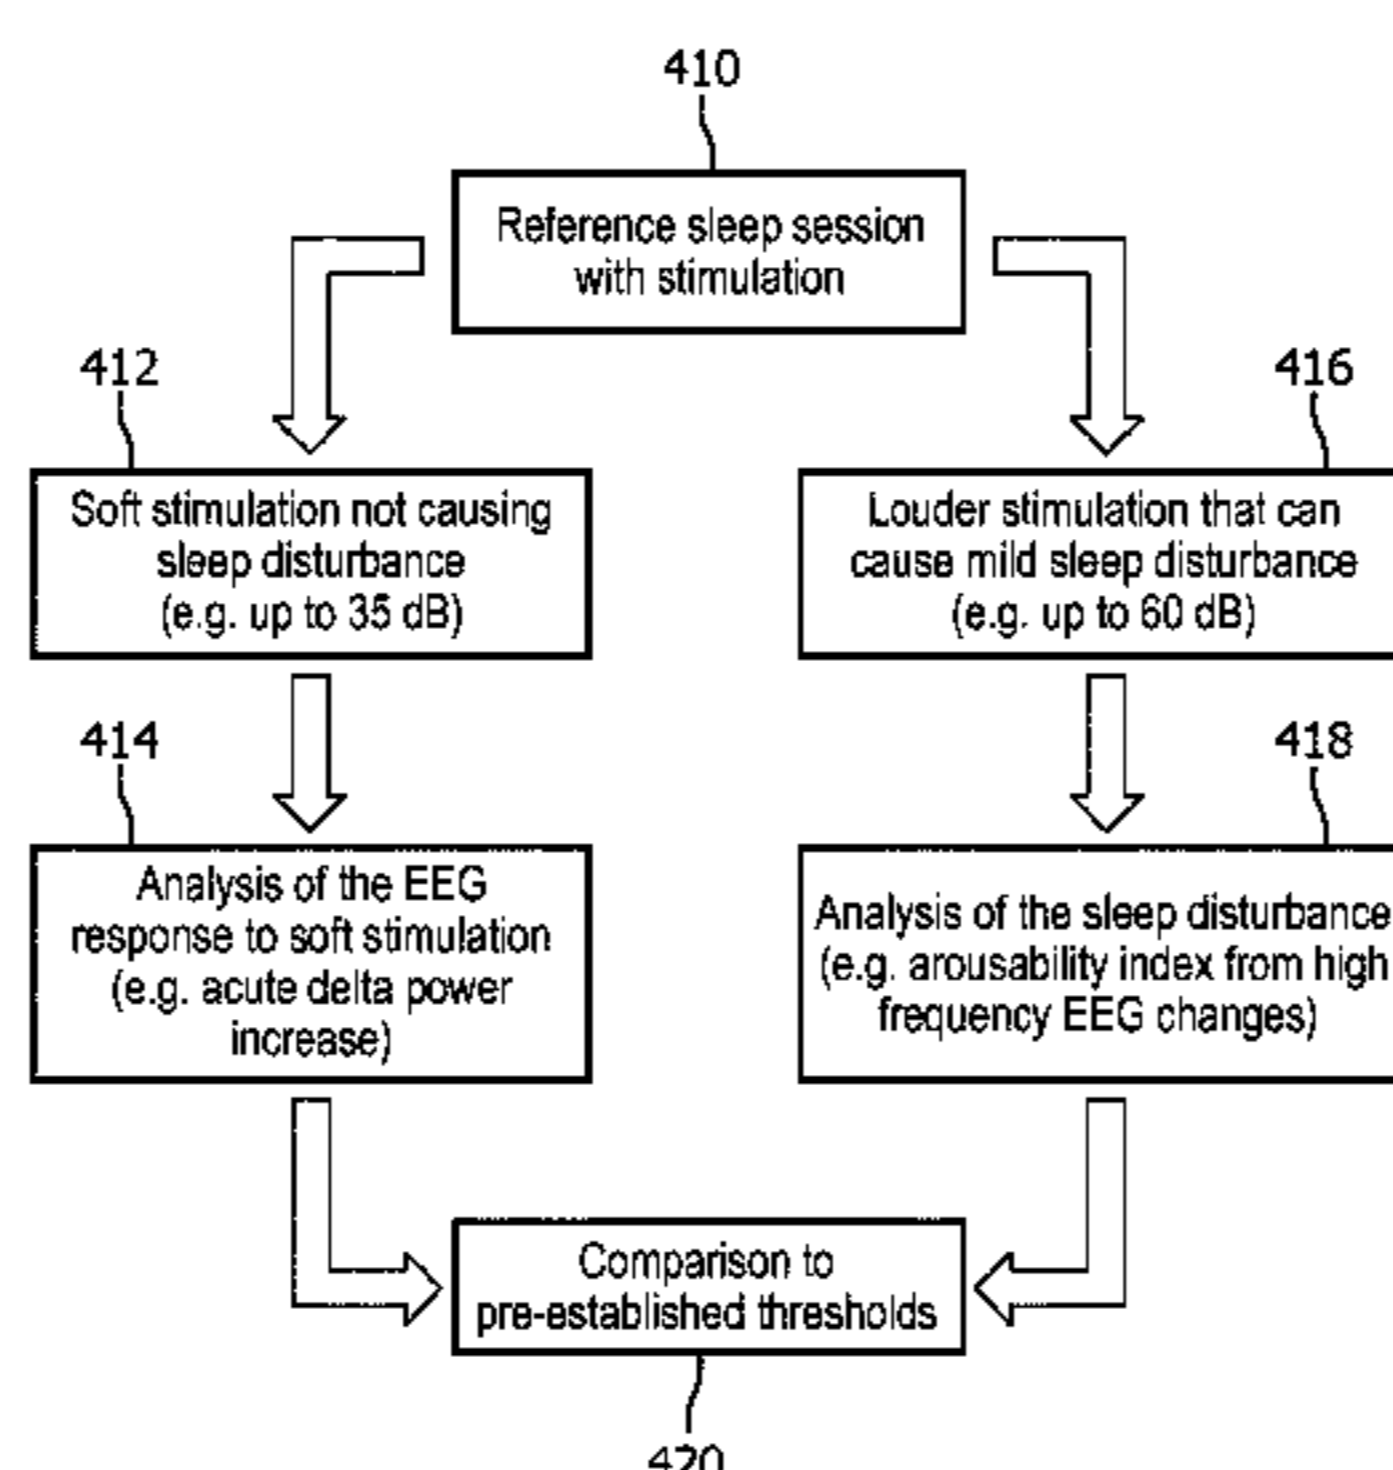 410
Reference sleep session
with stimulation
412
Soft stimulation not causing
sleep disturbance
(e.g. up to 35 dB)
416
Louder stimulation that can
cause mild sleep disturbance
(e.g. up to 60 dB)
414
Analysis of the EEG
response to soft stimulation
(e.g. acute delta power
increase)
418
Analysis of the sleep disturbance
(e.g. arousability index from high
frequency EEG changes)
Comparison to
pre-established thresholds
420